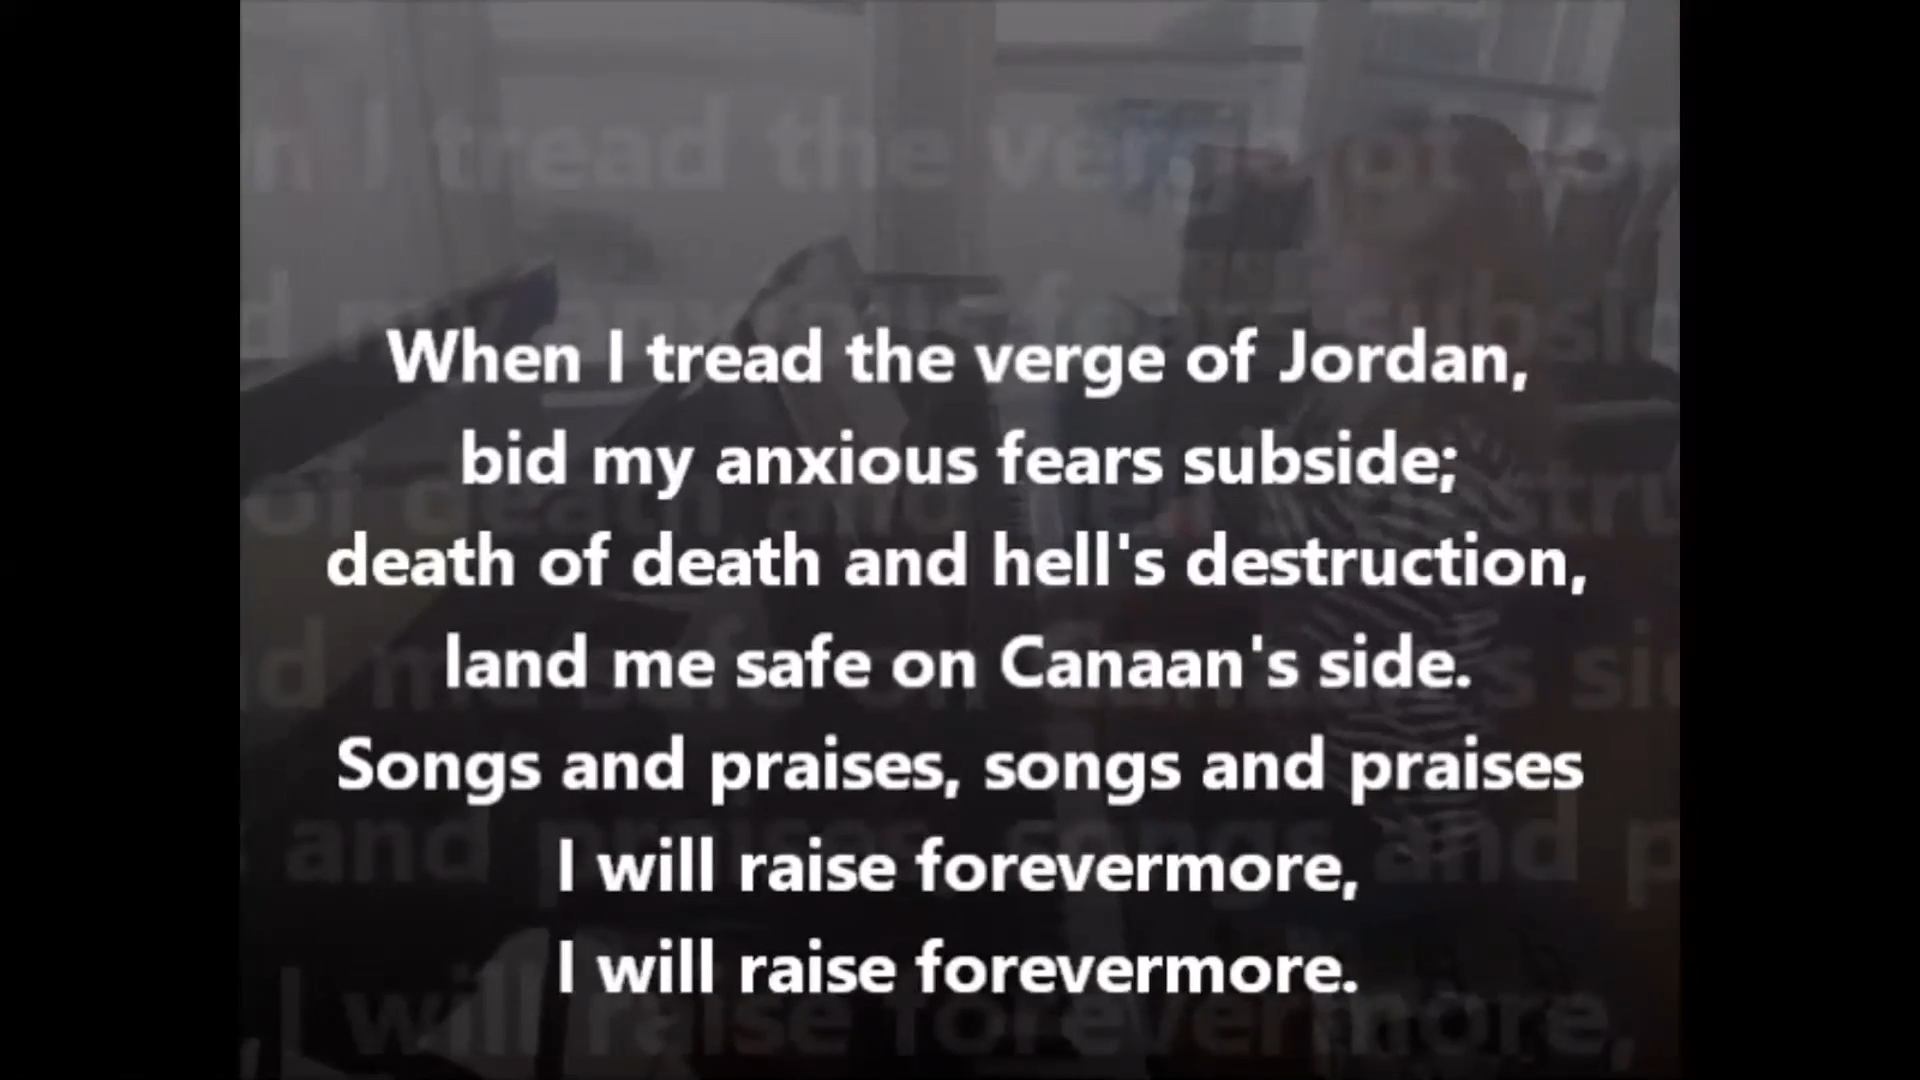 When I tread the verge of Jordan,
bid my anxious fears subside;
death of death and hell's destruction,
land me safe on Canaan's side.
Songs and praises, songs and praises
I will raise forevermore,
I will raise forevermore.